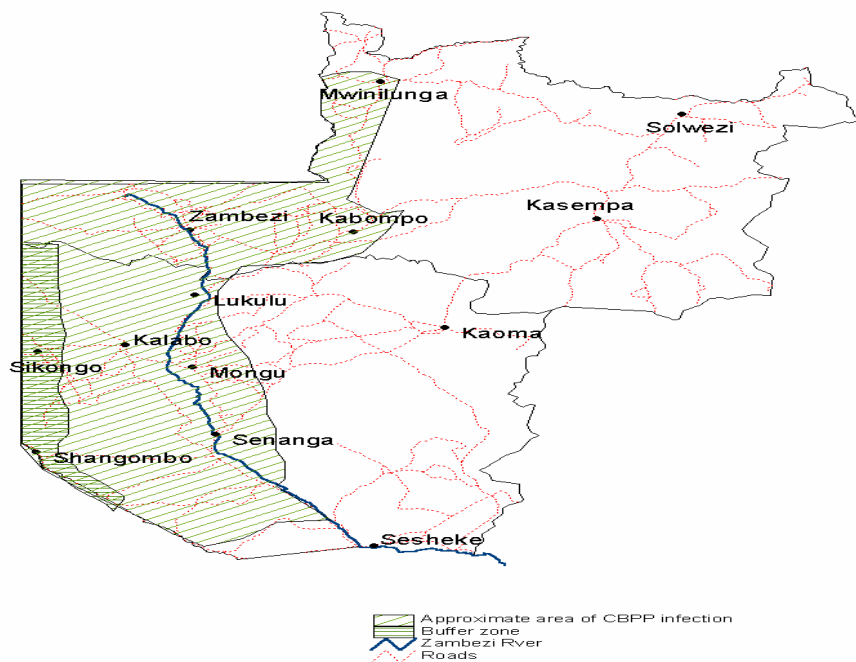 Mwinilunga
Solwezi
Kasempa
Zambezi
Kabompo
Lukulu
Kaoma
Kalabo
Sikongo
Mongu
Senanga
Shangombo
Sesheke
Approximate area of CBPP infection
Buffer zone
Zambezi Rver
Roads